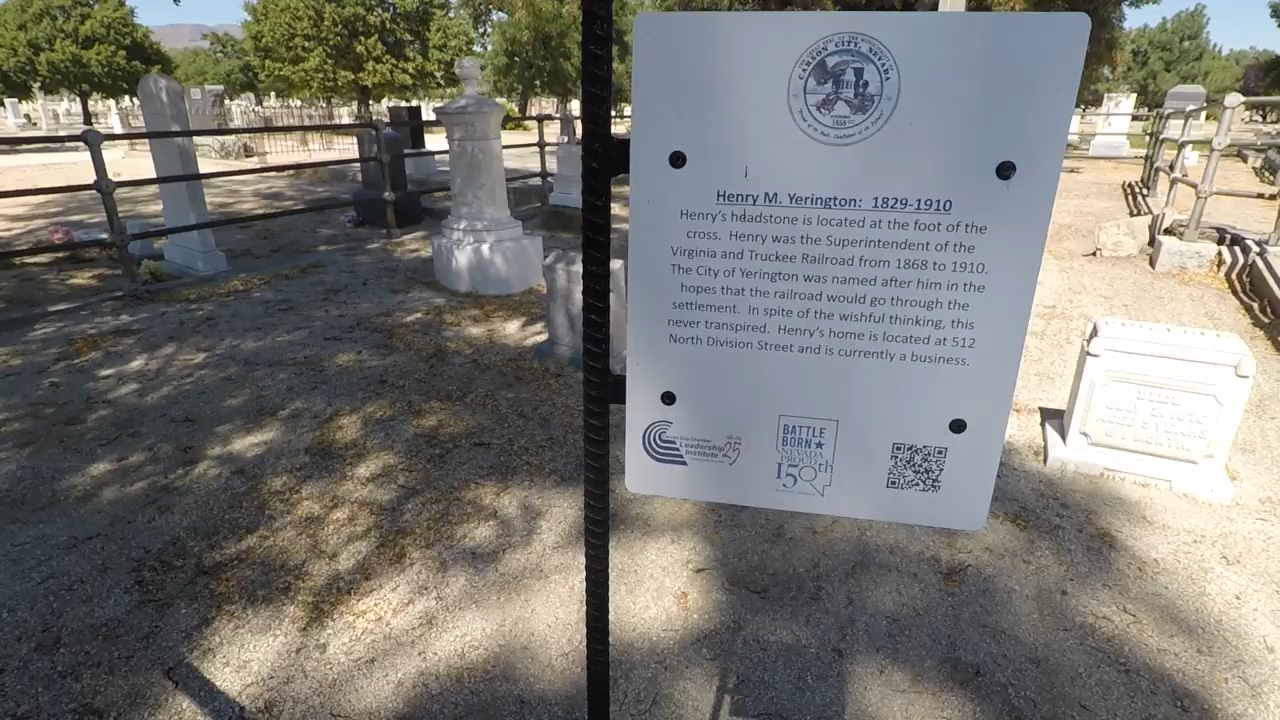 CARSON CITY, NEVADA
1858
Henry M. Yerington: 1829-1910
Henry's headstone is located at the foot of the
cross. Henry was the Superintendent of the
Virginia and Truckee Railroad from 1868 to 1910.
The City of Yerington was named after him in the
hopes that the railroad would go through the
settlement. In spite of the wishful thinking, this
never transpired. Henry's home is located at 512
North Division Street and is currently a business.
Carson City Chamber
Leadership
Institute
25
BATTLE
BORN★
NEVADA
PROUD
150th